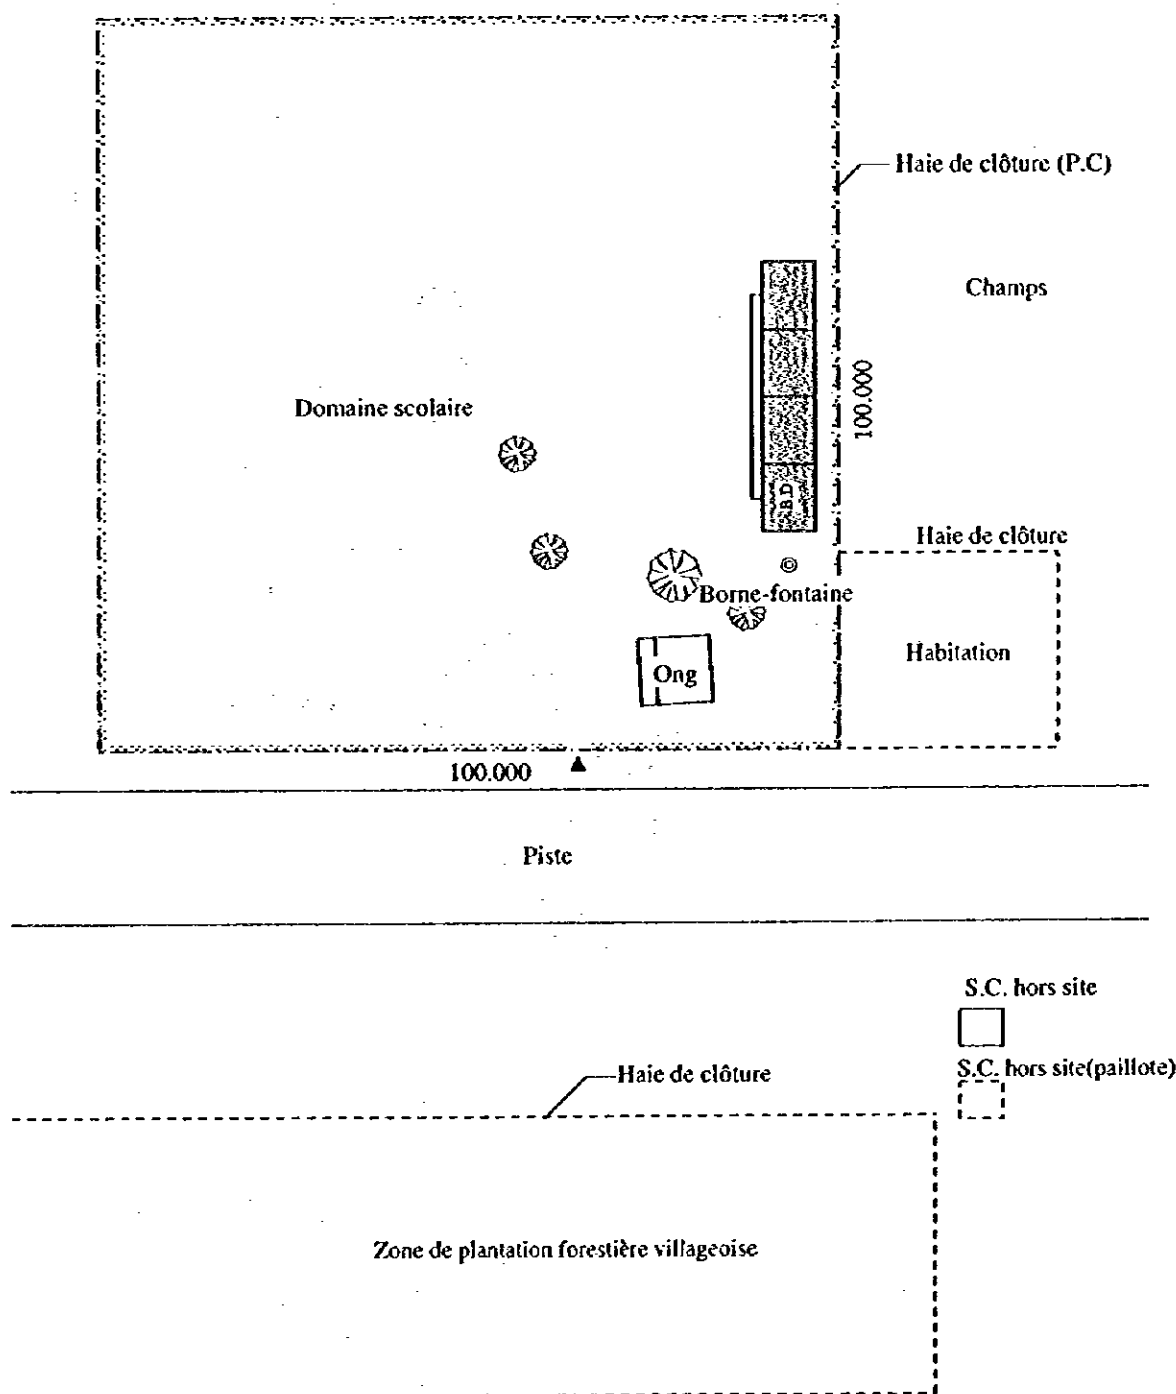 Haie de clôture (P.C)
Champs
100.000
Domaine scolaire
B.D
Haie de clôture
Borne-fontaine
Habitation
Ong
100.000
Piste
S.C. hors site
S.C. hors site(paillote)
Haie de clôture
Zone de plantation forestière villageoise